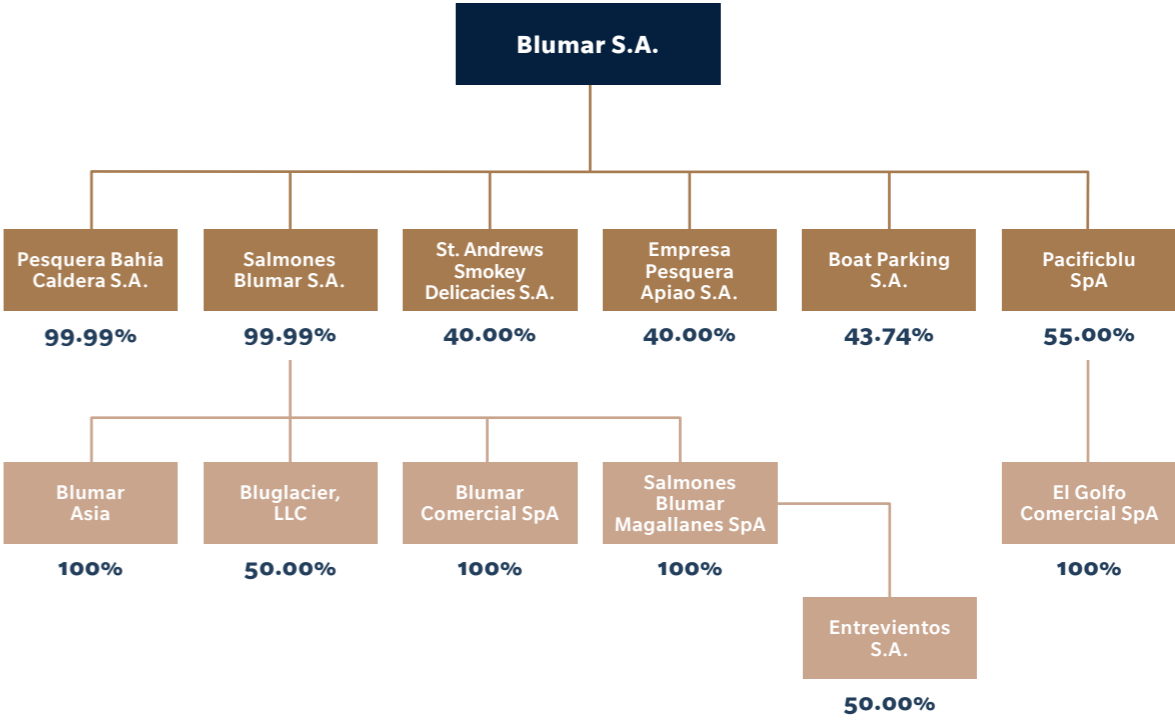 Blumar S.A.
Pesquera Bahía
Caldera S.A.
99.99%
Salmones
Blumar S.A.
99.99%
St. Andrews
Smokey
Delicacies S.A.
40.00%
Empresa
Pesquera
Apiao S.A.
40.00%
Boat Parking
S.A.
43.74%
Pacificblu
SpA
55.00%
Blumar
Asia
100%
Bluglacier,
LLC
50.00%
Blumar
Comercial SpA
100%
Salmones
Blumar
Magallanes SpA
100%
El Golfo
Comercial SpA
100%
Entrevientos
S.A.
50.00%